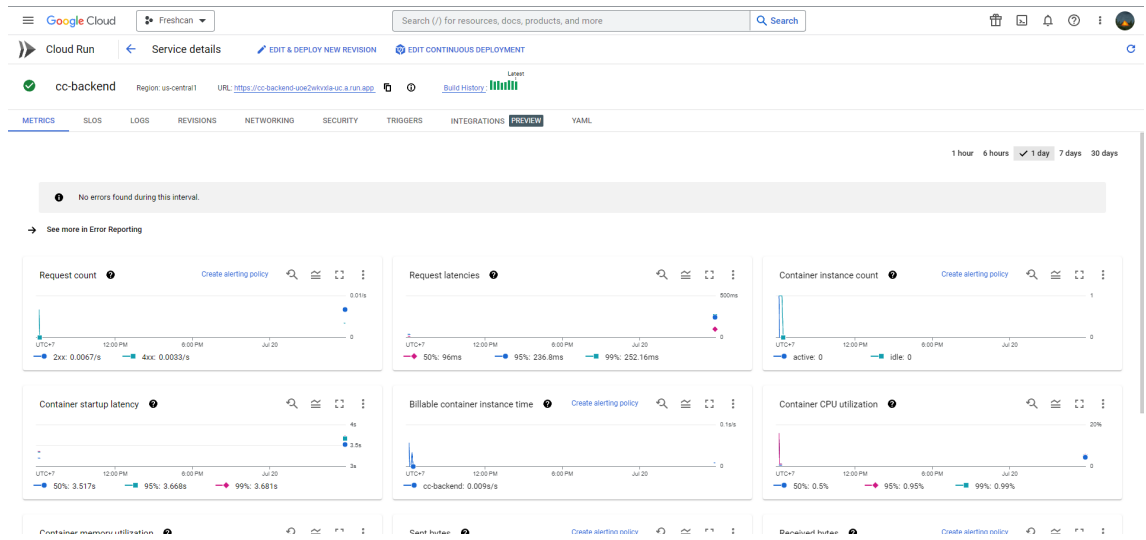 Google Cloud Freshcan Search (/) for resources, docs, products, and more Search
Cloud Run Service details EDIT & DEPLOY NEW REVISION EDIT CONTINUOUS DEPLOYMENT
Latest
cc-backend Region: us-central1 URL: https://cc-backend-uoe2wkvxla-uc.a.run.app Build History:
METRICS SLOS LOGS REVISIONS NETWORKING SECURITY TRIGGERS INTEGRATIONS PREVIEW YAML
1 hour 6 hours 1 day 7 days 30 days
No errors found during this interval.
See more in Error Reporting
Request count Create alerting policy
0.01/s
0
UTC+7 12:00 PM 6:00 PM Jul 20
2xx: 0.0067/s 4xx: 0.0033/s
Request latencies
500ms
0
UTC+7 12:00 PM 6:00 PM Jul 20
50%: 96ms 95%: 236.8ms 99%: 252.16ms
Container instance count Create alerting policy
1
0
UTC+7 12:00 PM 6:00 PM Jul 20
active: 0 idle: 0
Container startup latency
4s
3.5s
3s
UTC+7 12:00 PM 6:00 PM Jul 20
50%: 3.517s 95%: 3.668s 99%: 3.681s
Billable container instance time Create alerting policy
0.1s/s
0
UTC+7 12:00 PM 6:00 PM Jul 20
cc-backend: 0.009s/s
Container CPU utilization
20%
0
UTC+7 12:00 PM 6:00 PM Jul 20
50%: 0.5% 95%: 0.95% 99%: 0.99%
Container memory utilization
Sent bytes Create alerting policy
Received bytes Create alerting policy